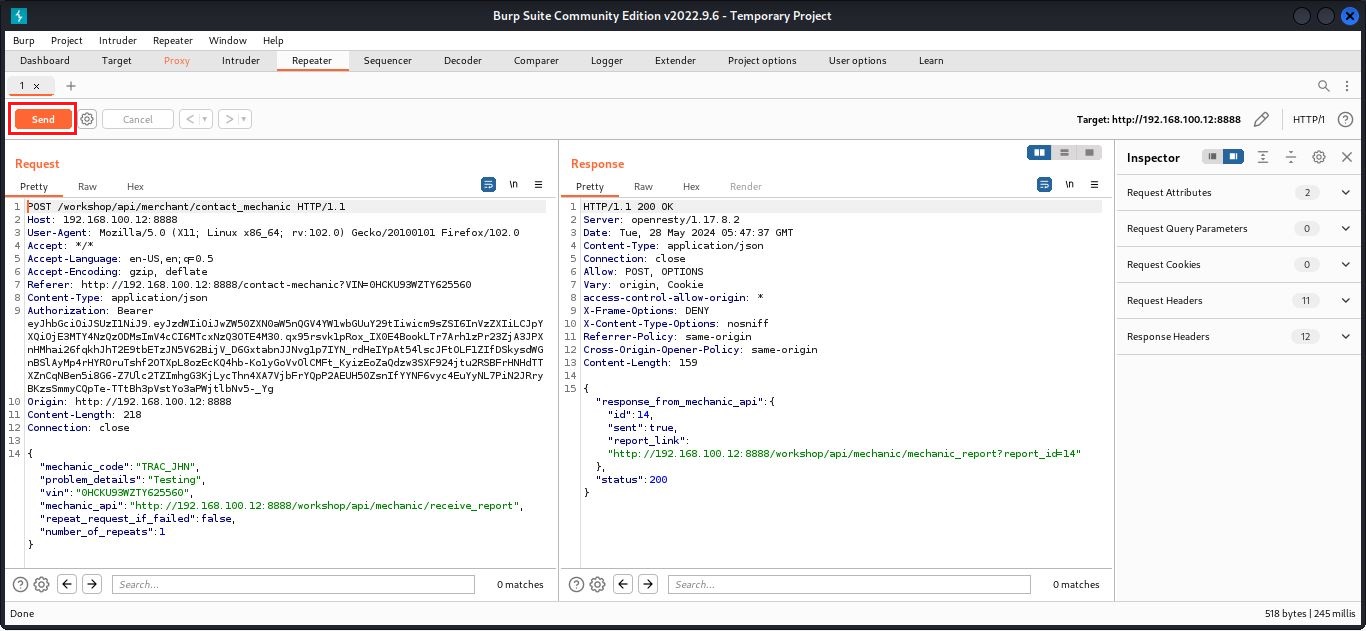 Burp Suite Community Edition v2022.9.6 - Temporary Project
Burp Project Intruder Repeater Window Help
Dashboard Target Proxy Intruder Repeater Sequencer Decoder Comparer Logger Extender Project options User options Learn
1 ×
Send Cancel < > Target: http://192.168.100.12:8888 HTTP/1
Request
Pretty Raw Hex \n
1 POST /workshop/api/merchant/contact_mechanic HTTP/1.1
2 Host: 192.168.100.12:8888
3 User-Agent: Mozilla/5.0 (X11; Linux x86_64; rv:102.0) Gecko/20100101 Firefox/102.0
4 Accept: */*
5 Accept-Language: en-US,en;q=0.5
6 Accept-Encoding: gzip, deflate
7 Referer: http://192.168.100.12:8888/contact-mechanic?VIN=0HCKU93WZTY625560
8 Content-Type: application/json
9 Authorization: Bearer
10 Origin: http://192.168.100.12:8888
11 Content-Length: 218
12 Connection: close
13
14 {
"mechanic_code":"TRAC_JHN",
"problem_details":"Testing",
"vin":"0HCKU93WZTY625560",
"mechanic_api":"http://192.168.100.12:8888/workshop/api/mechanic/receive_report",
"repeat_request_if_failed":false,
"number_of_repeats":1
}
Search... 0 matches
Response
Pretty Raw Hex Render \n
1 HTTP/1.1 200 OK
2 Server: openresty/1.17.8.2
3 Date: Tue, 28 May 2024 05:47:37 GMT
4 Content-Type: application/json
5 Connection: close
6 Allow: POST, OPTIONS
7 Vary: origin, Cookie
8 access-control-allow-origin: *
9 X-Frame-Options: DENY
10 X-Content-Type-Options: nosniff
11 Referrer-Policy: same-origin
12 Cross-Origin-Opener-Policy: same-origin
13 Content-Length: 159
14
15 {
"response_from_mechanic_api":{
"id":14,
"sent":true,
"report_link":
"http://192.168.100.12:8888/workshop/api/mechanic/mechanic_report?report_id=14"
},
"status":200
}
Search... 0 matches
Inspector
Request Attributes 2
Request Query Parameters 0
Request Cookies 0
Request Headers 11
Response Headers 12
Done 518 bytes | 245 millis